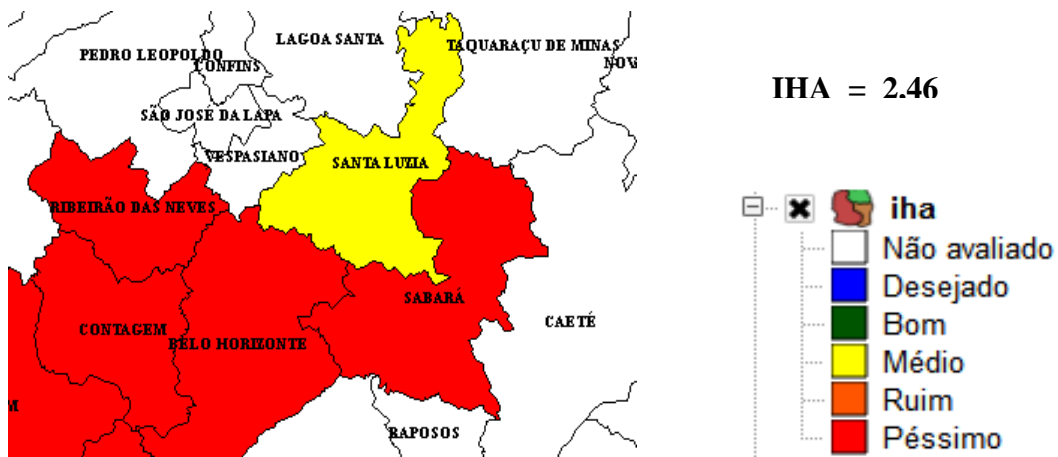 LAGOA SANTA
TAQUARAÇU DE MINAS
PEDRO LEOPOLDO
CONFINS
NOV
SÃO JOSÉ DA LAPA
VESPASIANO
SANTA LUZIA
RIBEIRÃO DAS NEVES
SABARÁ
CAETÉ
CONTAGEM
BELO HORIZONTE
M
RAPOSOS
IHA = 2.46
iha
Não avaliado
Desejado
Bom
Médio
Ruim
Péssimo